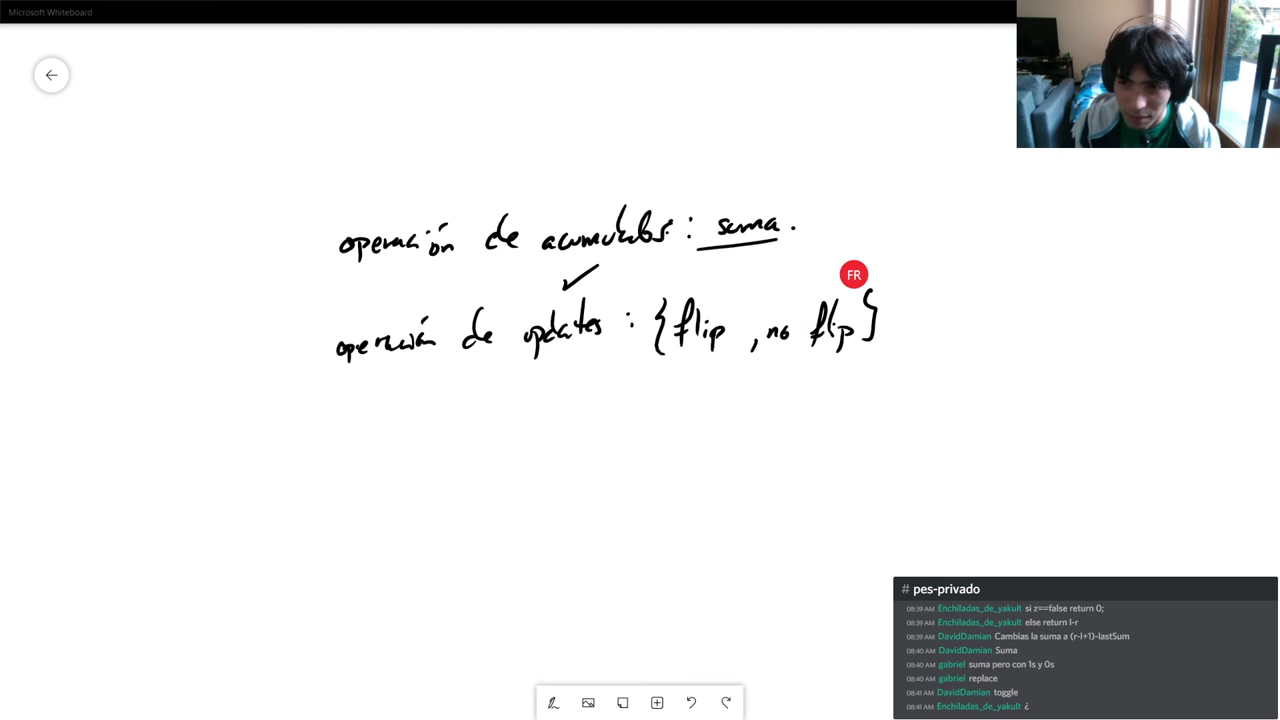 Microsoft Whiteboard
operación de acumulados: suma.
FR
operación de updates: {flip, no flip}
# pes-privado
08:39 AM Enchiladas_de_yakult si z==false return 0;
08:39 AM Enchiladas_de_yakult else return l-r
08:39 AM DavidDamian Cambias la suma a (r-l+1)-lastSum
08:40 AM DavidDamian Suma
08:40 AM gabriel suma pero con 1s y 0s
08:40 AM gabriel replace
08:41 AM DavidDamian toggle
08:41 AM Enchiladas_de_yakult ¿